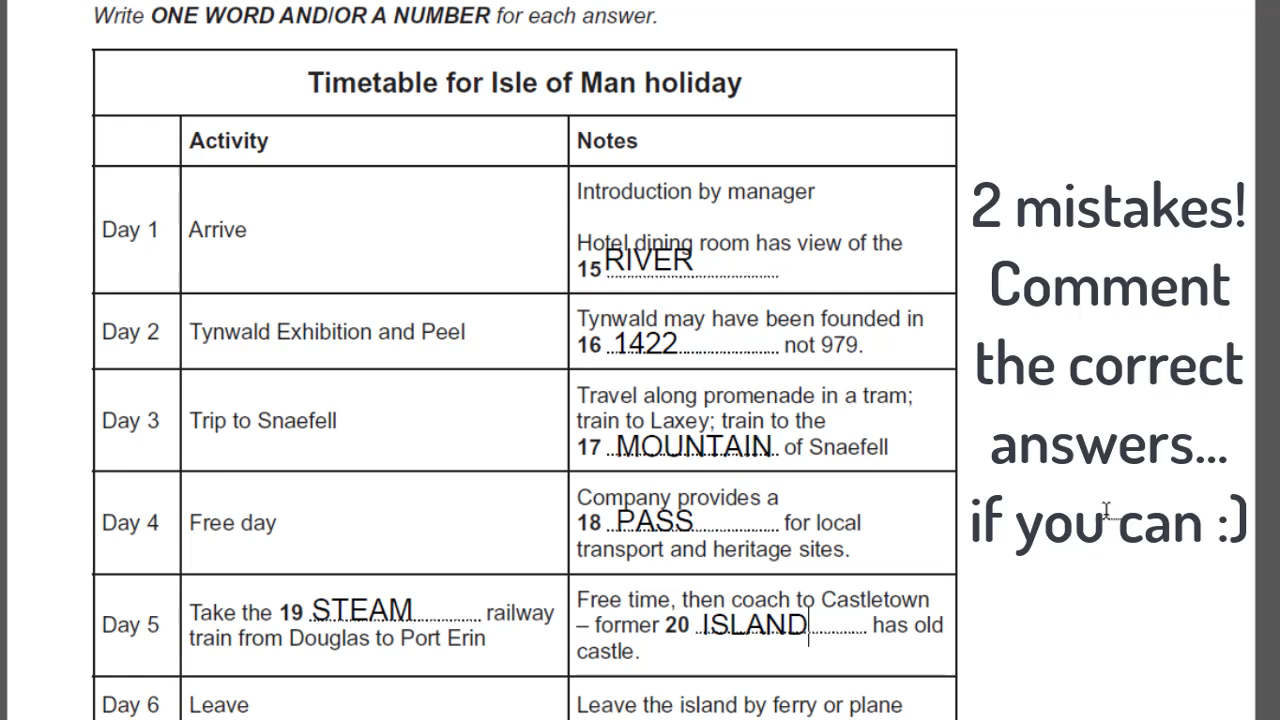 Write ONE WORD AND/OR A NUMBER for each answer.
Timetable for Isle of Man holiday
Activity
Notes
Day 1
Arrive
Introduction by manager
Hotel dining room has view of the
15 RIVER
Day 2
Tynwald Exhibition and Peel
Tynwald may have been founded in
16 1422 not 979.
Day 3
Trip to Snaefell
Travel along promenade in a tram;
train to Laxey; train to the
17 MOUNTAIN of Snaefell
Day 4
Free day
Company provides a
18 PASS for local
transport and heritage sites.
Day 5
Take the 19 STEAM railway
train from Douglas to Port Erin
Free time, then coach to Castletown
– former 20 ISLAND has old
castle.
Day 6
Leave
Leave the island by ferry or plane
2 mistakes!
Comment
the correct
answers...
if you can :)